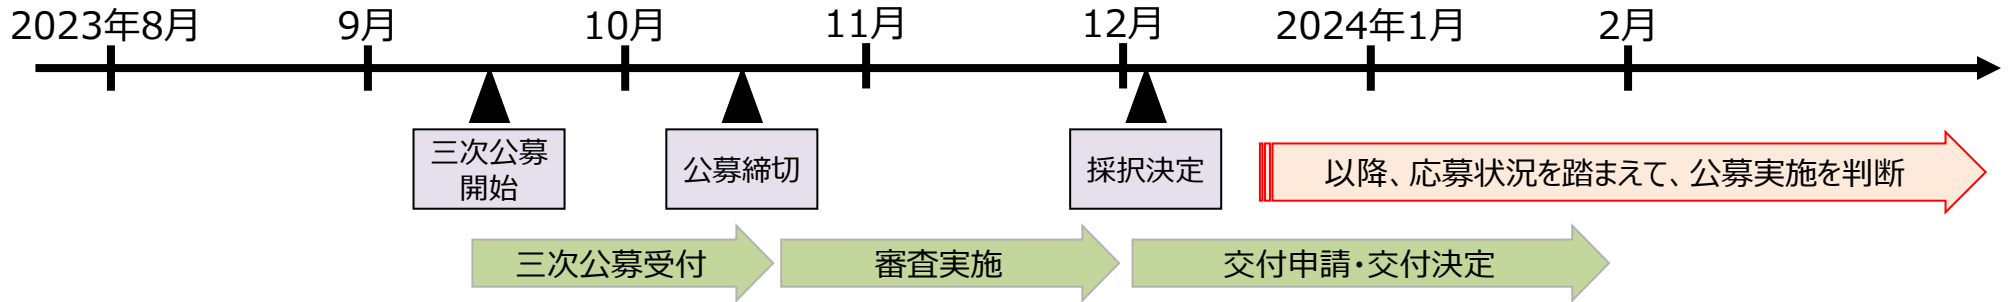 2023年8月
9月
10月
11月
12月
2024年1月
2月
三次公募
開始
公募締切
採択決定
以降、応募状況を踏まえて、公募実施を判断
三次公募受付
審査実施
交付申請・交付決定